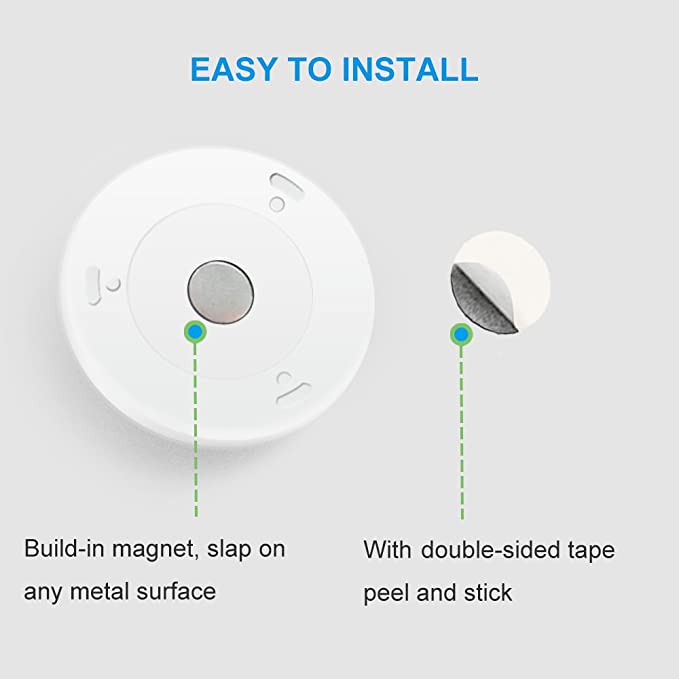 EASY TO INSTALL
Build-in magnet, slap on
any metal surface
With double-sided tape
peel and stick